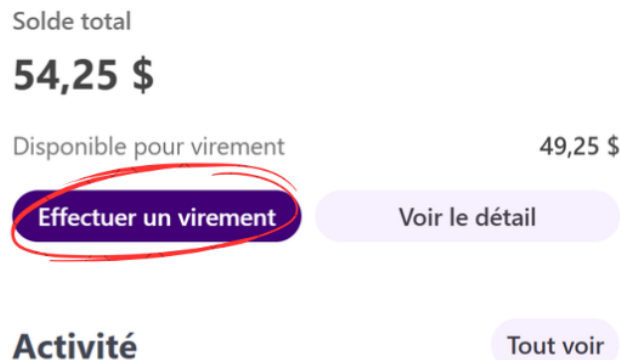 Solde total
54,25 $
Disponible pour virement 49,25 $
Effectuer un virement Voir le détail
Activité Tout voir